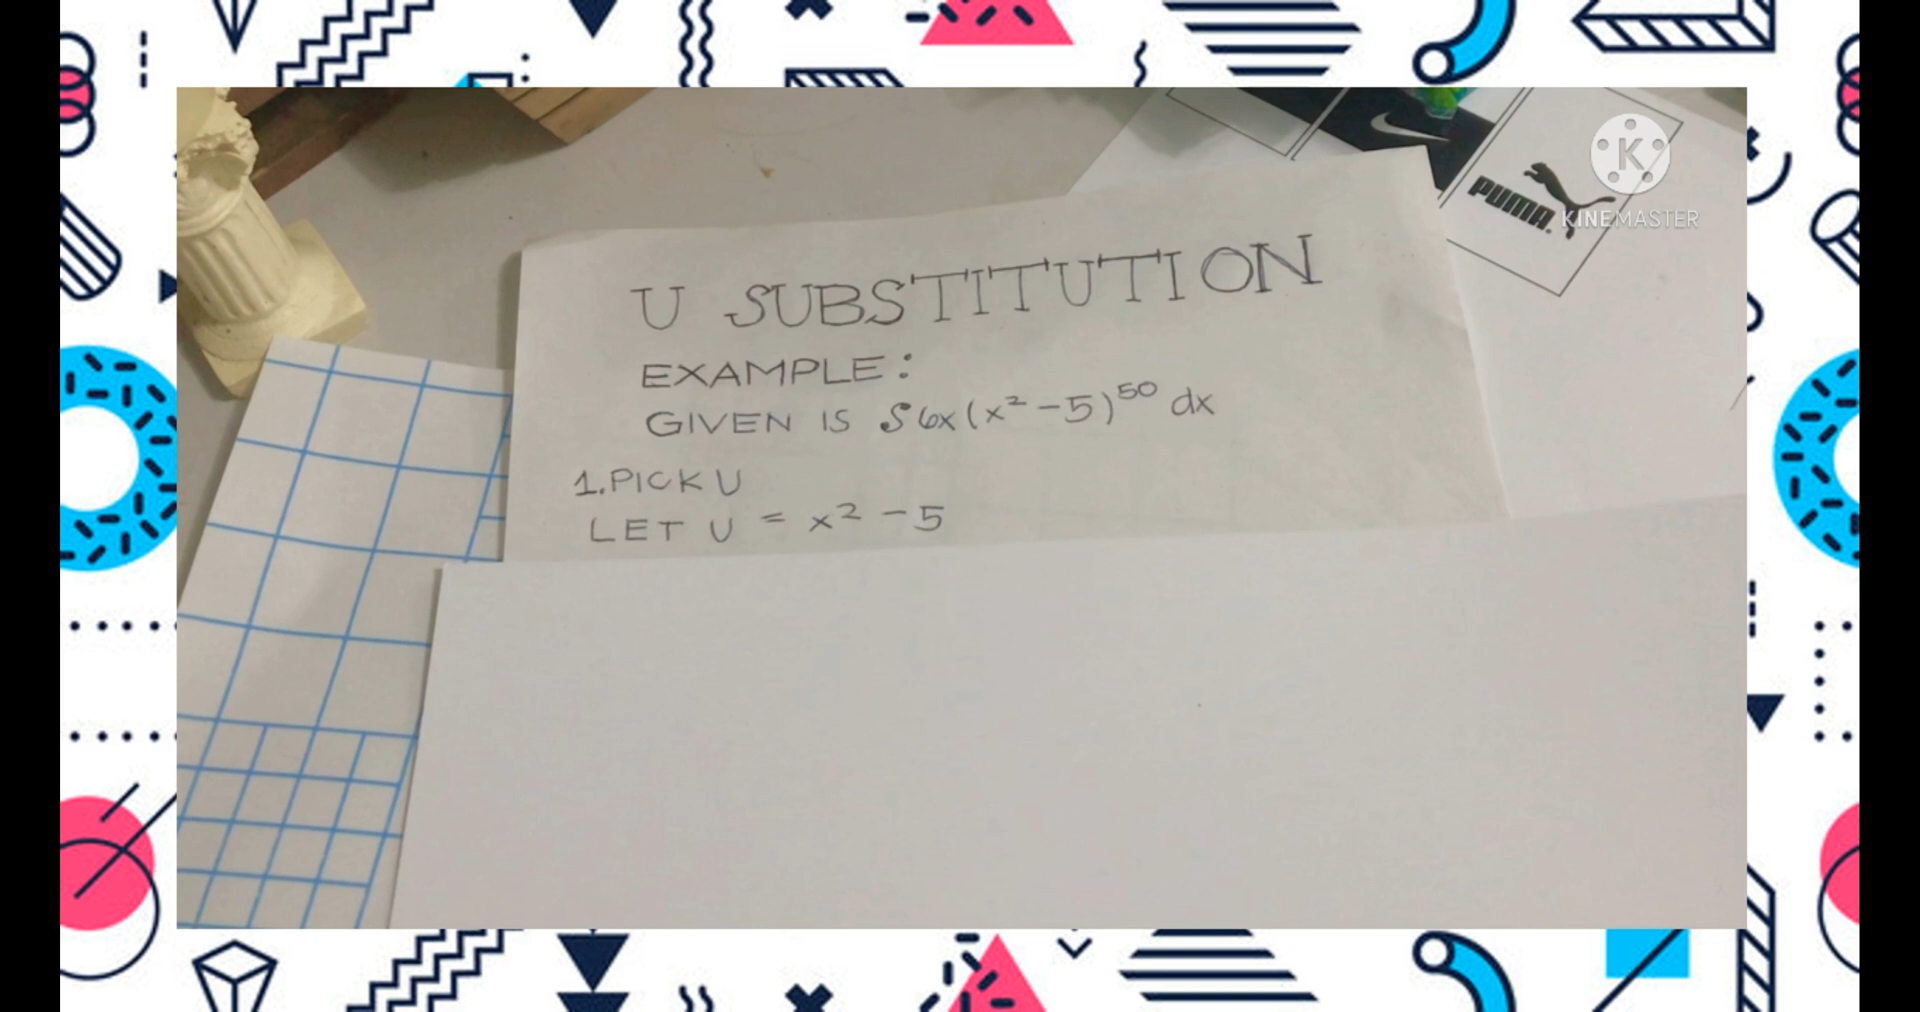 K
KINEMASTER
PUMA.
U SUBSTITUTION
EXAMPLE:
GIVEN IS ∫6x(x²-5)⁵⁰ dx
1. PICK U
LET U = x² - 5